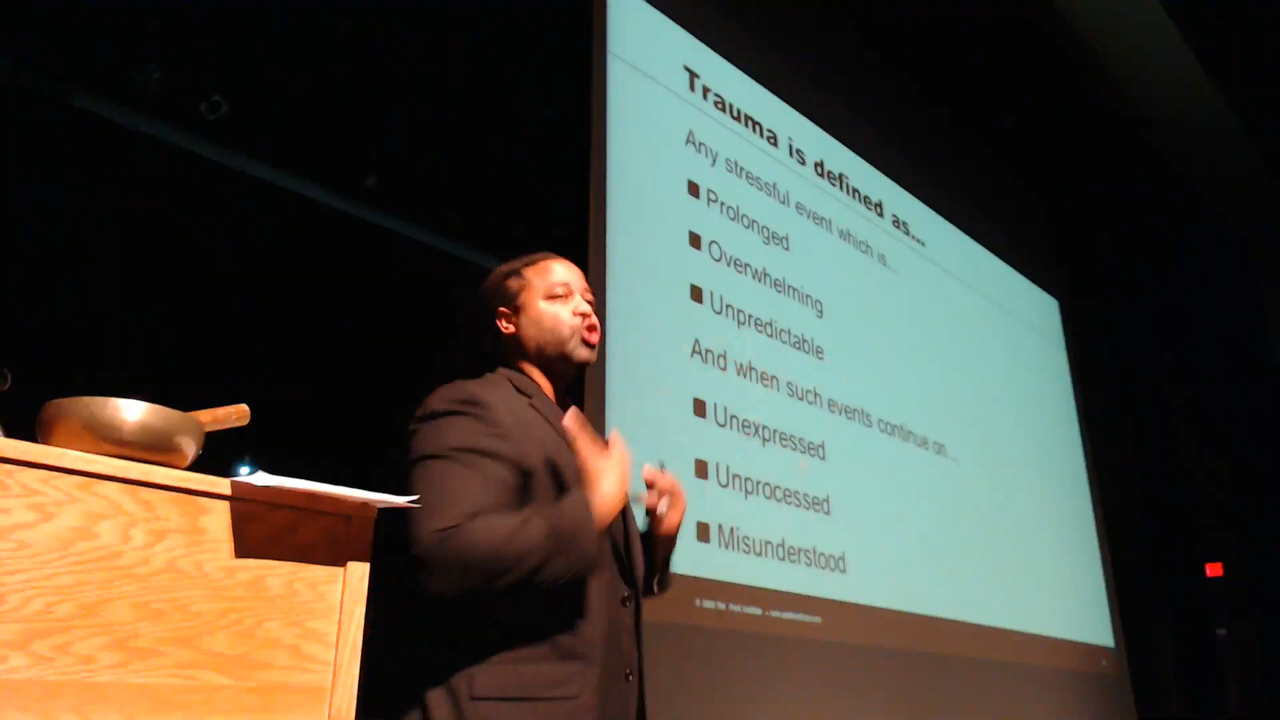 Trauma is defined as...
Any stressful event which is...
Prolonged
Overwhelming
Unpredictable
And when such events continue on...
Unexpressed
Unprocessed
Misunderstood